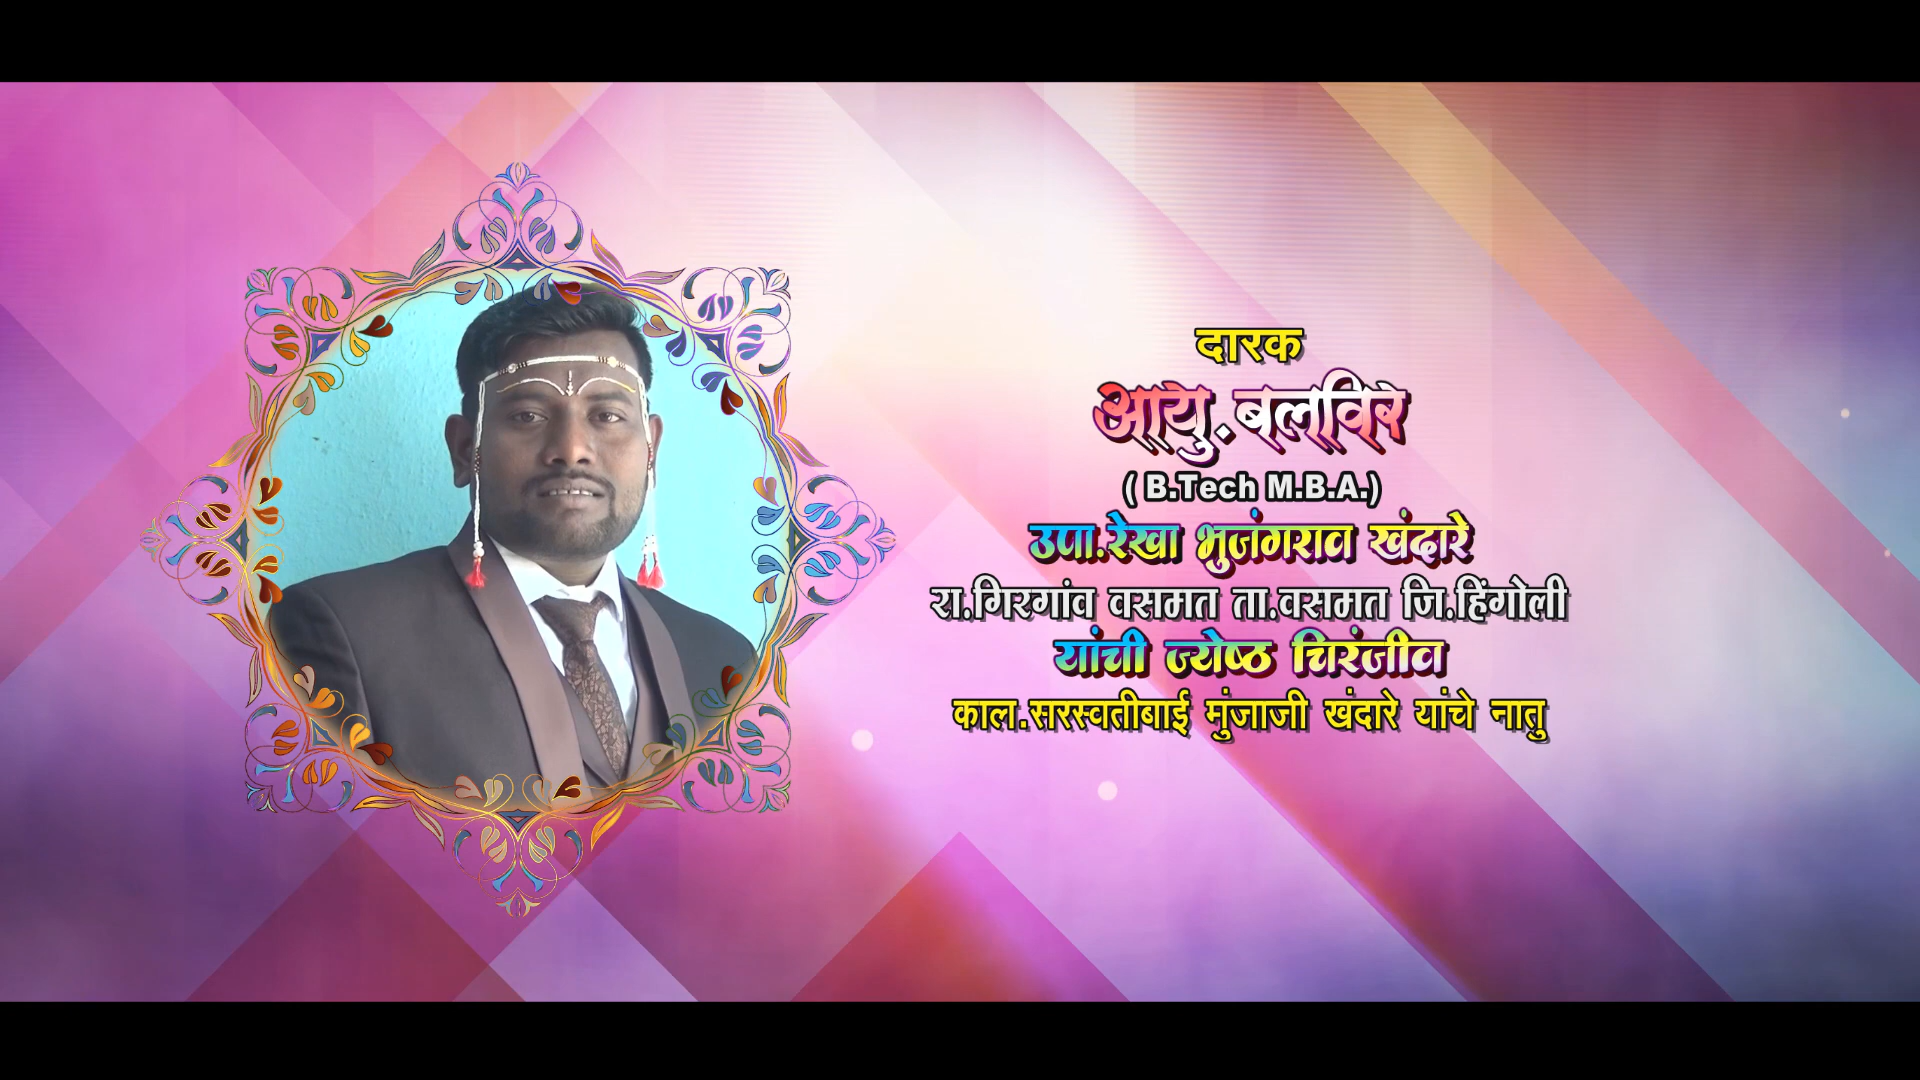 दारक
आयु.बलविर
( B.Tech M.B.A.)
उपा.रेखा भुजंगराव खंदारे
रा.गिरगांव वसमत ता.वसमत जि.हिंगोली
यांची ज्येष्ठ चिरंजीव
काल.सरस्वतीबाई मुंजाजी खंदारे यांचे नातु